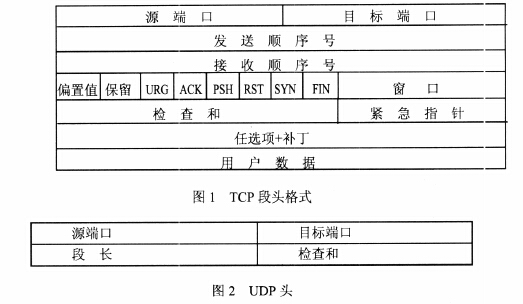 源端口 目标端口
发送顺序号
接收顺序号
偏置值 保留 URG ACK PSH RST SYN FIN 窗口
检查和 紧急指针
任选项+补丁
用户数据
图1 TCP段头格式
源端口 目标端口
段长 检查和
图2 UDP头